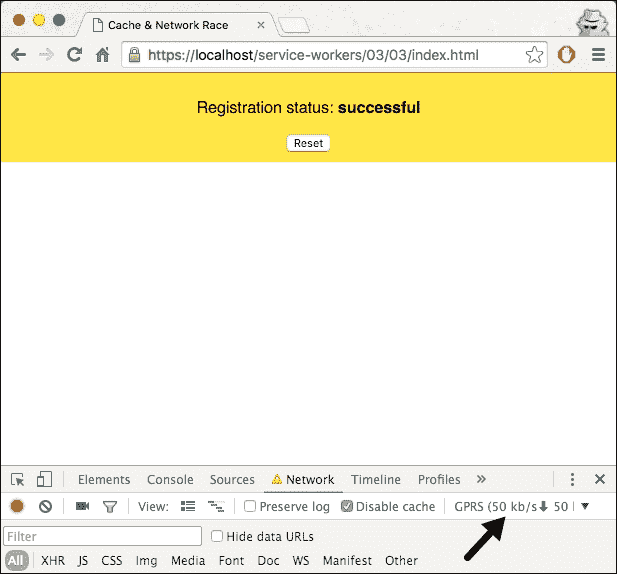 Cache & Network Race
https://localhost/service-workers/03/03/index.html
Registration status: successful
Reset
Elements Console Sources Network Timeline Profiles
View: Preserve log Disable cache GPRS (50 kb/s 50
Filter Hide data URLs
All XHR JS CSS Img Media Font Doc WS Manifest Other